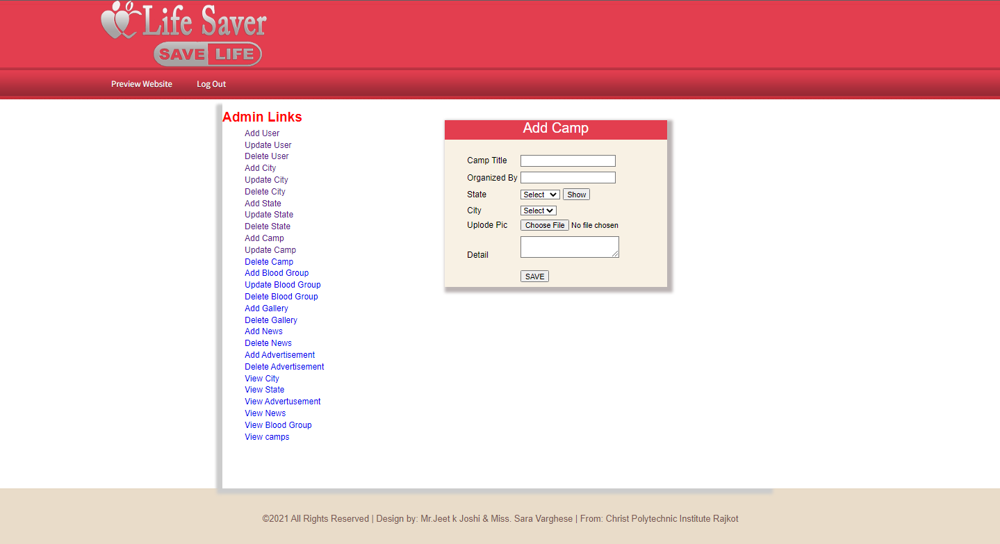 Life Saver
SAVE LIFE
Preview Website Log Out
Admin Links
Add User
Update User
Delete User
Add City
Update City
Delete City
Add State
Update State
Delete State
Add Camp
Update Camp
Delete Camp
Add Blood Group
Update Blood Group
Delete Blood Group
Add Gallery
Delete Gallery
Add News
Delete News
Add Advertisement
Delete Advertisement
View City
View State
View Advertusement
View News
View Blood Group
View camps
Add Camp
Camp Title
Organized By
State Select Show
City Select
Uplode Pic Choose File No file chosen
Detail
SAVE
©2021 All Rights Reserved | Design by: Mr.Jeet k Joshi & Miss. Sara Varghese | From: Christ Polytechnic Institute Rajkot